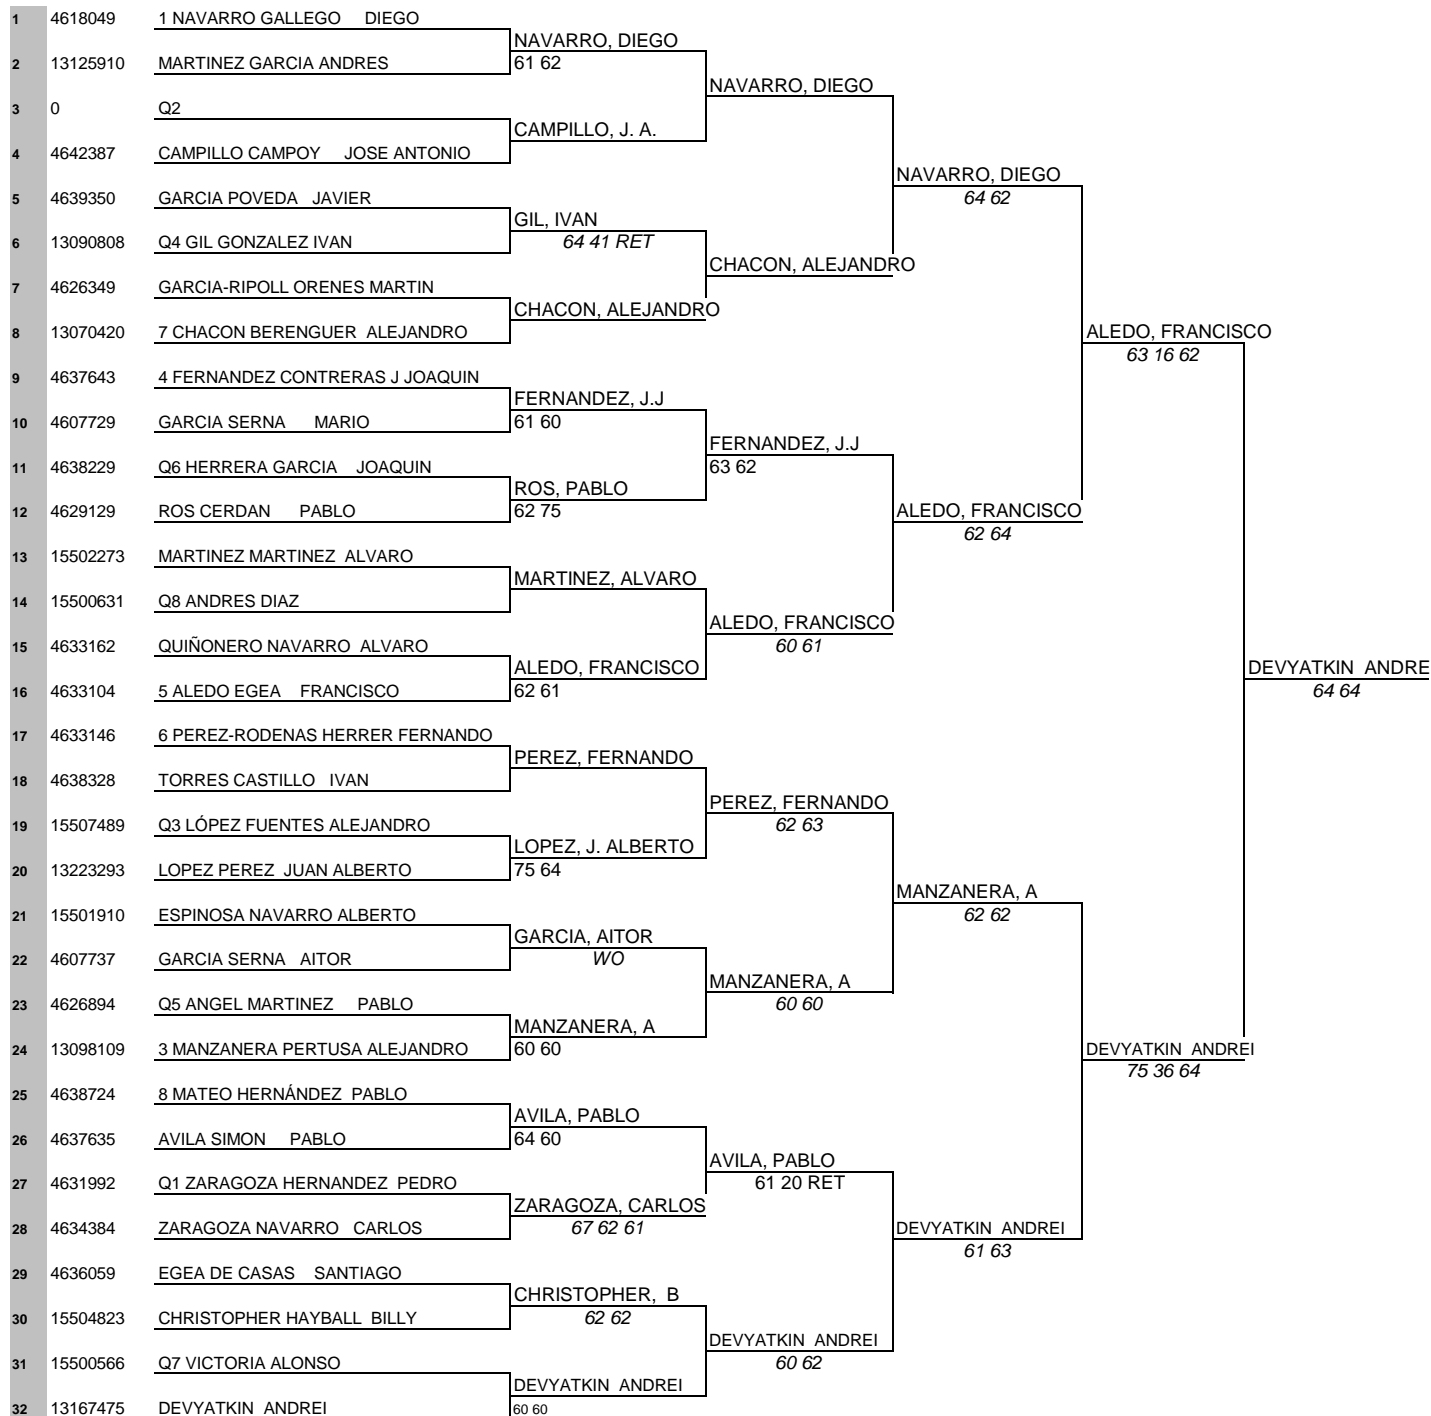 1 4618049 1 NAVARRO GALLEGO DIEGO
NAVARRO, DIEGO
2 13125910 MARTINEZ GARCIA ANDRES 61 62
NAVARRO, DIEGO
3 0 Q2
CAMPILLO, J. A.
4 4642387 CAMPILLO CAMPOY JOSE ANTONIO
NAVARRO, DIEGO
5 4639350 GARCIA POVEDA JAVIER 64 62
GIL, IVAN
6 13090808 Q4 GIL GONZALEZ IVAN 64 41 RET
CHACON, ALEJANDRO
7 4626349 GARCIA-RIPOLL ORENES MARTIN
CHACON, ALEJANDRO
8 13070420 7 CHACON BERENGUER ALEJANDRO ALEDO, FRANCISCO
63 16 62
9 4637643 4 FERNANDEZ CONTRERAS J JOAQUIN
FERNANDEZ, J.J
10 4607729 GARCIA SERNA MARIO 61 60
FERNANDEZ, J.J
11 4638229 Q6 HERRERA GARCIA JOAQUIN 63 62
ROS, PABLO
12 4629129 ROS CERDAN PABLO 62 75 ALEDO, FRANCISCO
62 64
13 15502273 MARTINEZ MARTINEZ ALVARO
MARTINEZ, ALVARO
14 15500631 Q8 ANDRES DIAZ
ALEDO, FRANCISCO
15 4633162 QUIÑONERO NAVARRO ALVARO 60 61
ALEDO, FRANCISCO DEVYATKIN ANDRE
16 4633104 5 ALEDO EGEA FRANCISCO 62 61 64 64
17 4633146 6 PEREZ-RODENAS HERRER FERNANDO
PEREZ, FERNANDO
18 4638328 TORRES CASTILLO IVAN
PEREZ, FERNANDO
19 15507489 Q3 LÓPEZ FUENTES ALEJANDRO 62 63
LOPEZ, J. ALBERTO
20 13223293 LOPEZ PEREZ JUAN ALBERTO 75 64
MANZANERA, A
21 15501910 ESPINOSA NAVARRO ALBERTO 62 62
GARCIA, AITOR
22 4607737 GARCIA SERNA AITOR WO
MANZANERA, A
23 4626894 Q5 ANGEL MARTINEZ PABLO 60 60
MANZANERA, A
24 13098109 3 MANZANERA PERTUSA ALEJANDRO 60 60 DEVYATKIN ANDREI
75 36 64
25 4638724 8 MATEO HERNÁNDEZ PABLO
AVILA, PABLO
26 4637635 AVILA SIMON PABLO 64 60
AVILA, PABLO
27 4631992 Q1 ZARAGOZA HERNANDEZ PEDRO 61 20 RET
ZARAGOZA, CARLOS
28 4634384 ZARAGOZA NAVARRO CARLOS 67 62 61 DEVYATKIN ANDREI
61 63
29 4636059 EGEA DE CASAS SANTIAGO
CHRISTOPHER, B
30 15504823 CHRISTOPHER HAYBALL BILLY 62 62
DEVYATKIN ANDREI
31 15500566 Q7 VICTORIA ALONSO 60 62
DEVYATKIN ANDREI
32 13167475 DEVYATKIN ANDREI 60 60